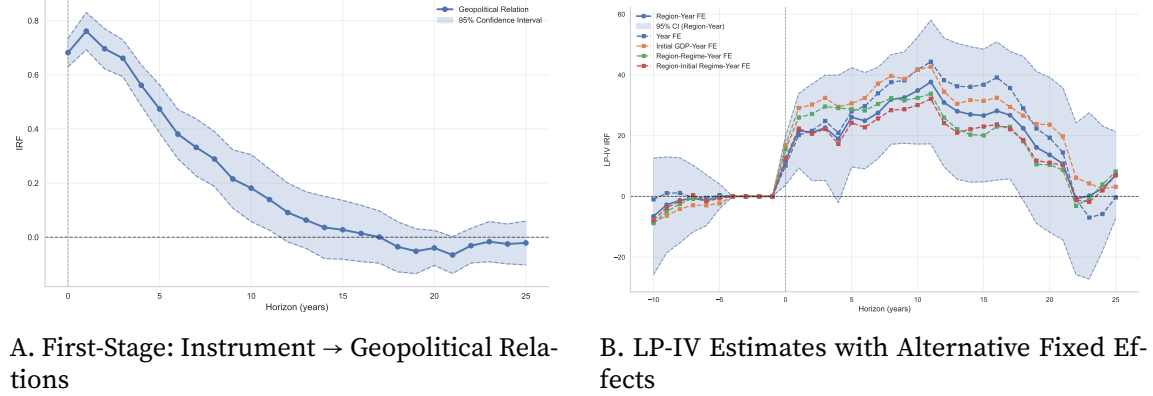 0.8
0.6
0.4
0.2
0.0
IRF
0
5
10
15
20
25
Horizon (years)
Geopolitical Relation
95% Confidence Interval
60
40
20
0
−20
LP-IV IRF
−10
−5
0
5
10
15
20
25
Horizon (years)
Region-Year FE
95% CI (Region-Year)
Year FE
Initial GDP-Year FE
Region-Regime-Year FE
Region-Initial Regime-Year FE
A. First-Stage: Instrument → Geopolitical Rela-
tions
B. LP-IV Estimates with Alternative Fixed Ef-
fects